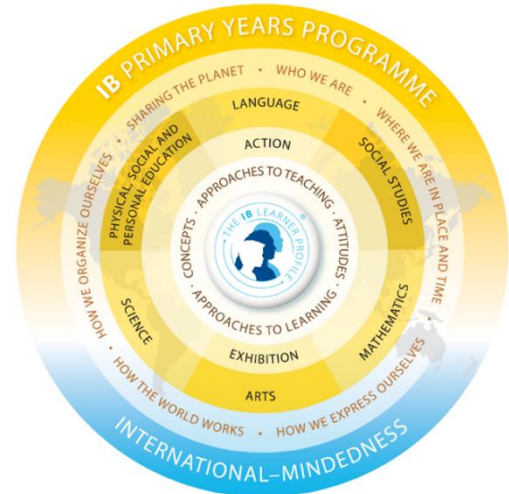 IB PRIMARY YEARS PROGRAMME
SHARING THE PLANET • WHO WE ARE • WHERE WE ARE IN PLACE AND TIME • HOW WE EXPRESS OURSELVES • HOW THE WORLD WORKS • HOW WE ORGANIZE OURSELVES •
LANGUAGE
SOCIAL STUDIES
MATHEMATICS
ARTS
SCIENCE
PHYSICAL, SOCIAL AND
PERSONAL EDUCATION
ACTION
EXHIBITION
APPROACHES TO TEACHING · ATTITUDES · APPROACHES TO LEARNING · CONCEPTS ·
THE IB LEARNER PROFILE
®
INTERNATIONAL–MINDEDNESS